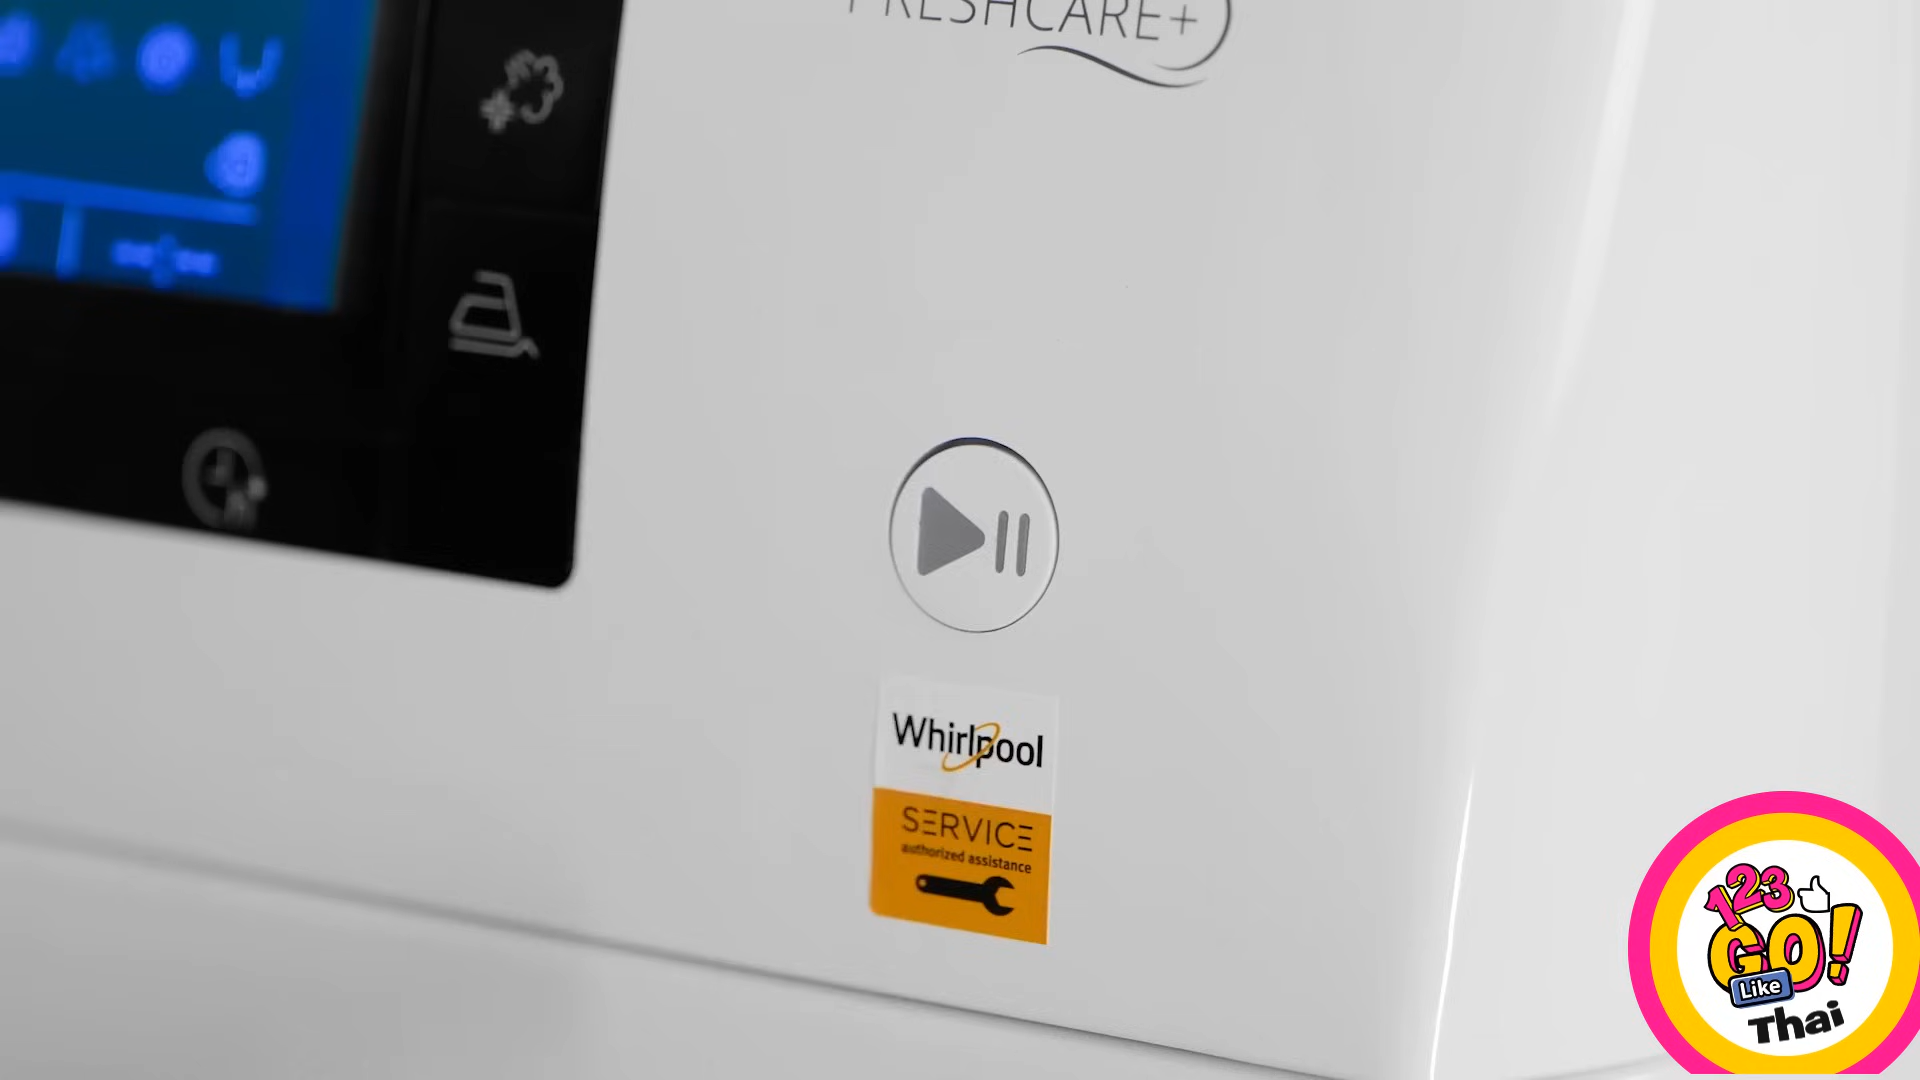 FRESHCARE+
Whirlpool
SERVICE
authorized assistance
123
GO!
Like
Thai